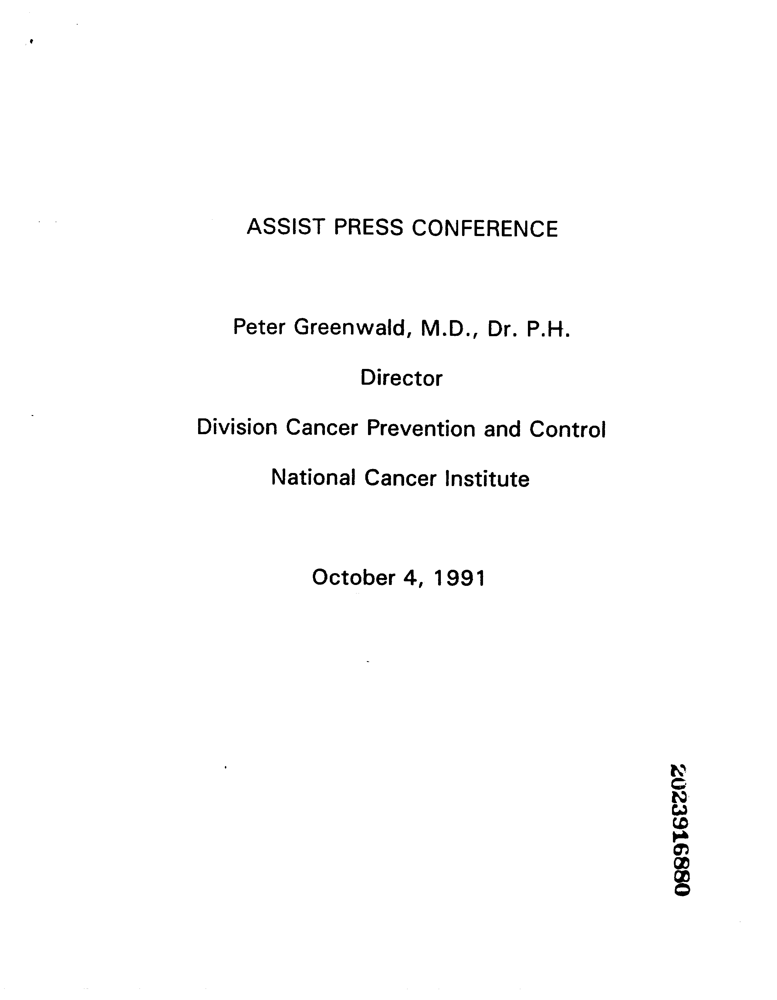 ASSIST PRESS CONFERENCE
Peter Greenwald, M.D., Dr. P.H.
Director
Division Cancer Prevention and Control
National Cancer Institute
October 4, 1991
2023916880